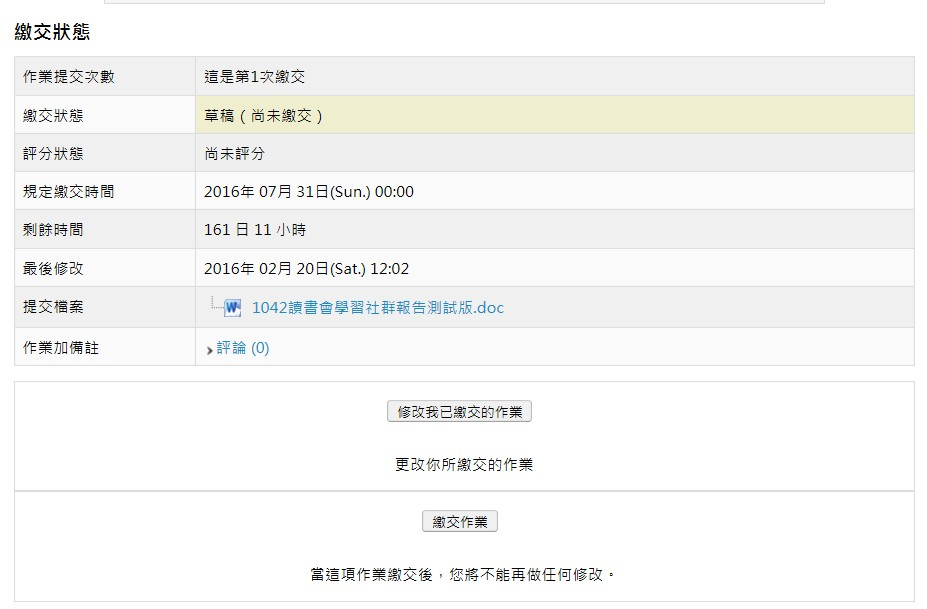 繳交狀態
作業提交次數 這是第1次繳交
繳交狀態 草稿 ( 尚未繳交 )
評分狀態 尚未評分
規定繳交時間 2016年 07月 31日(Sun.) 00:00
剩餘時間 161 日 11 小時
最後修改 2016年 02月 20日(Sat.) 12:02
提交檔案 1042讀書會學習社群報告測試版.doc
作業加備註 評論 (0)
修改我已繳交的作業
更改你所繳交的作業
繳交作業
當這項作業繳交後，您將不能再做任何修改。